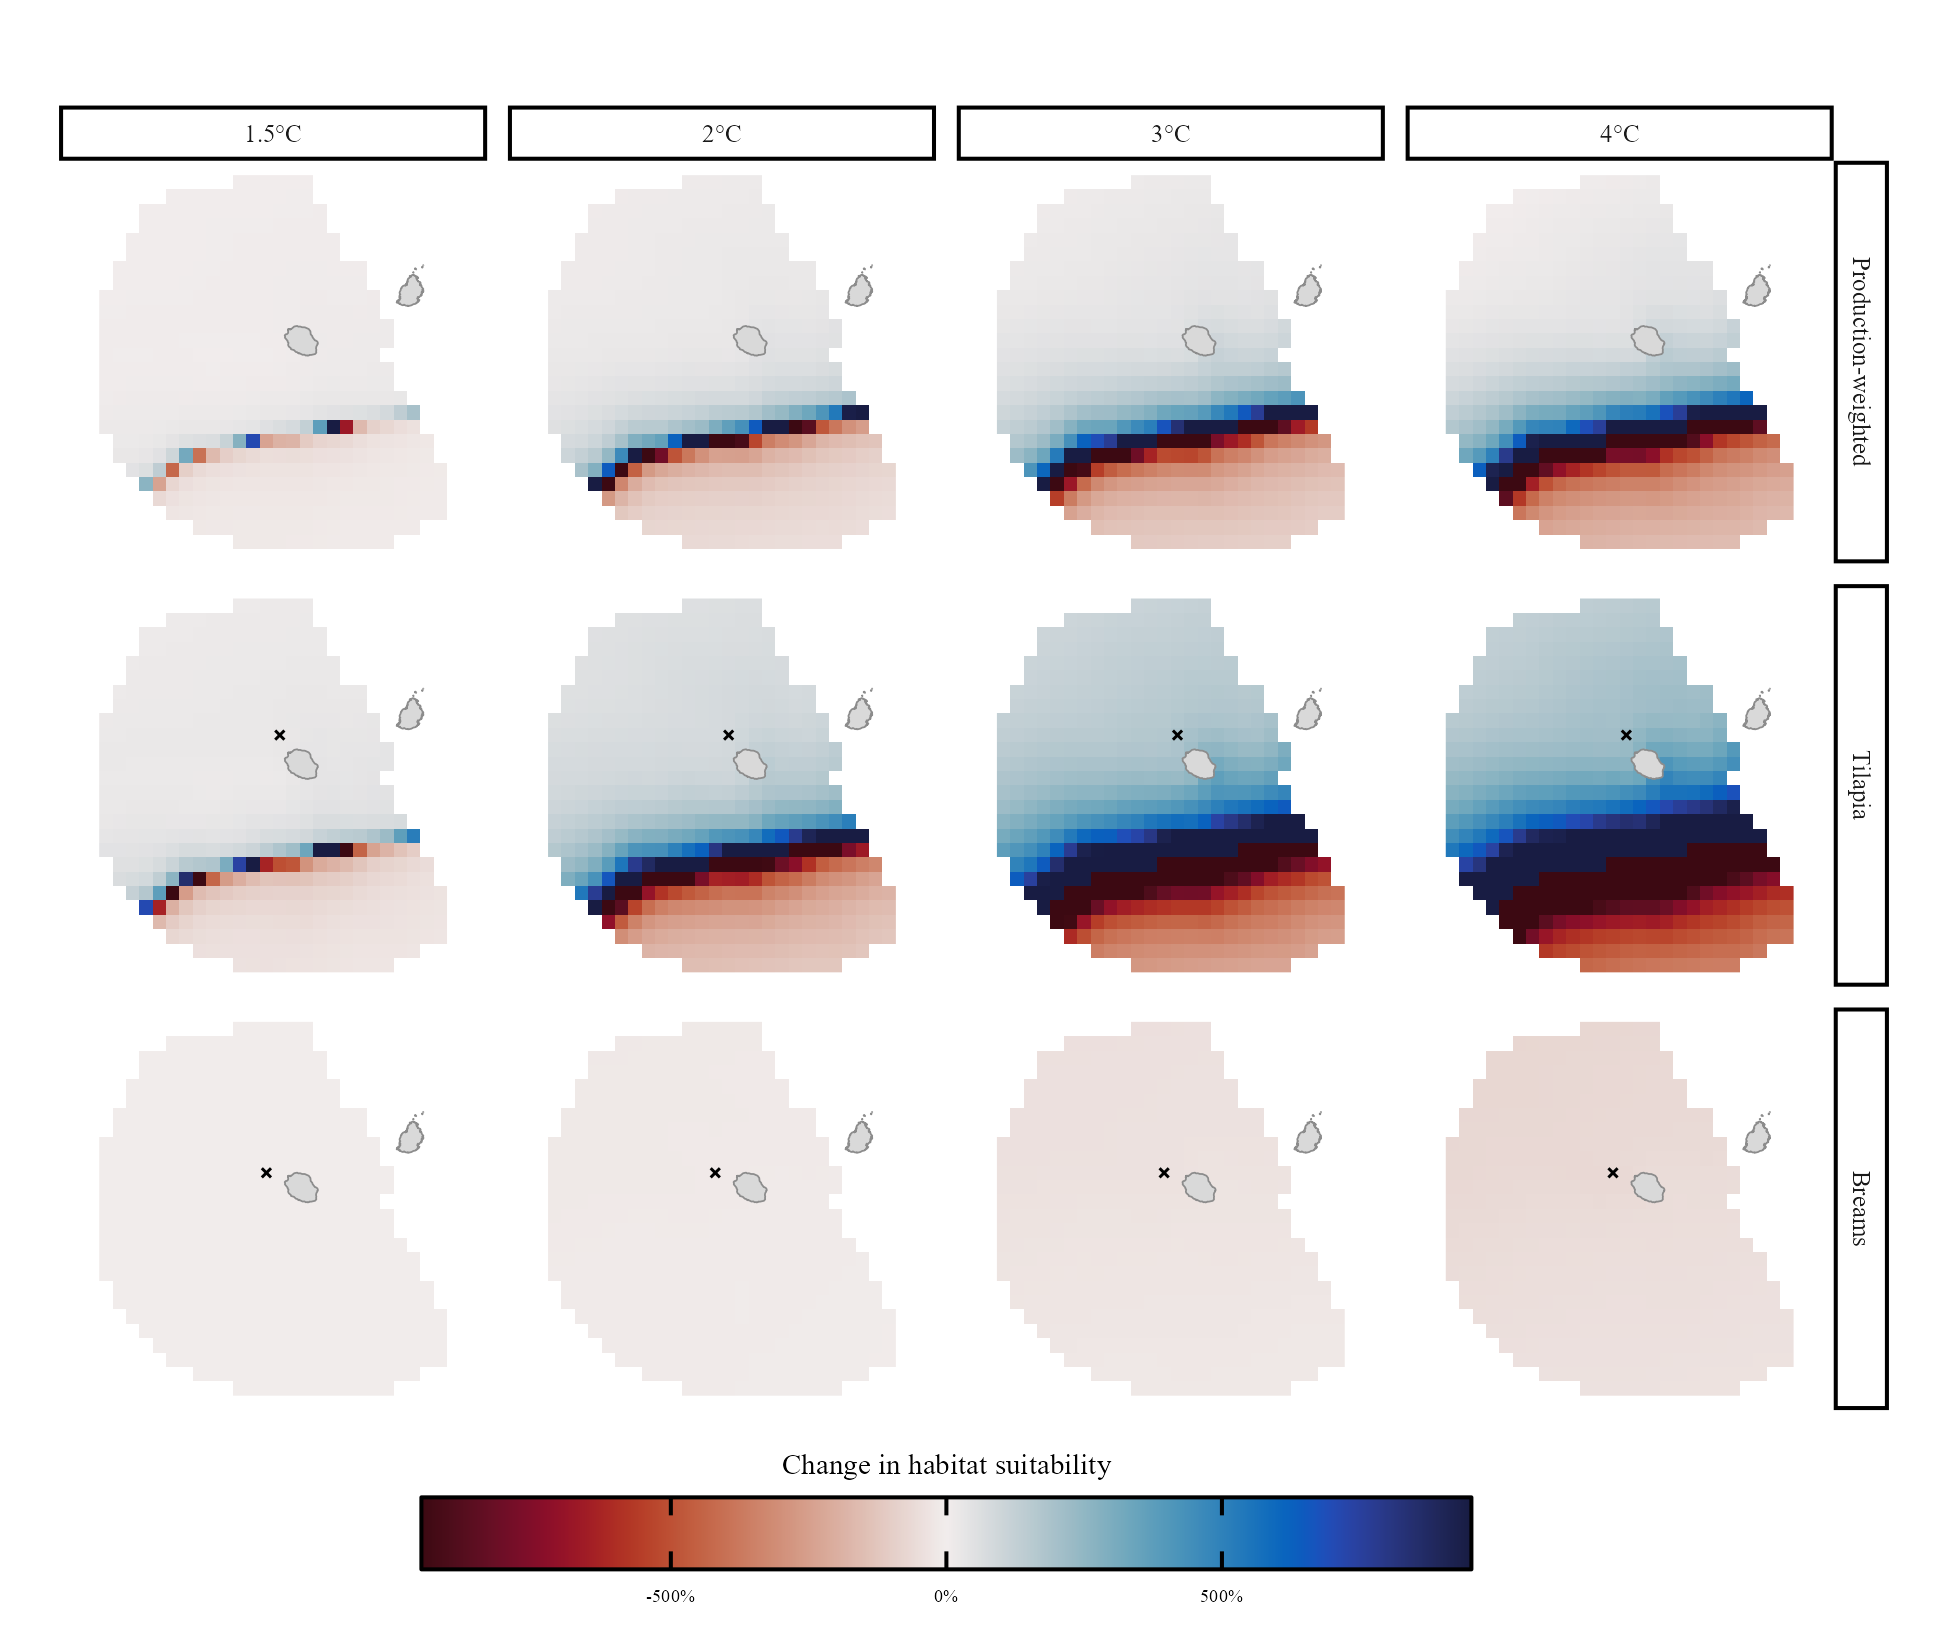 1.5°C
2°C
3°C
4°C
Production-weighted
Tilapia
Breams
Change in habitat suitability
-500%
0%
500%